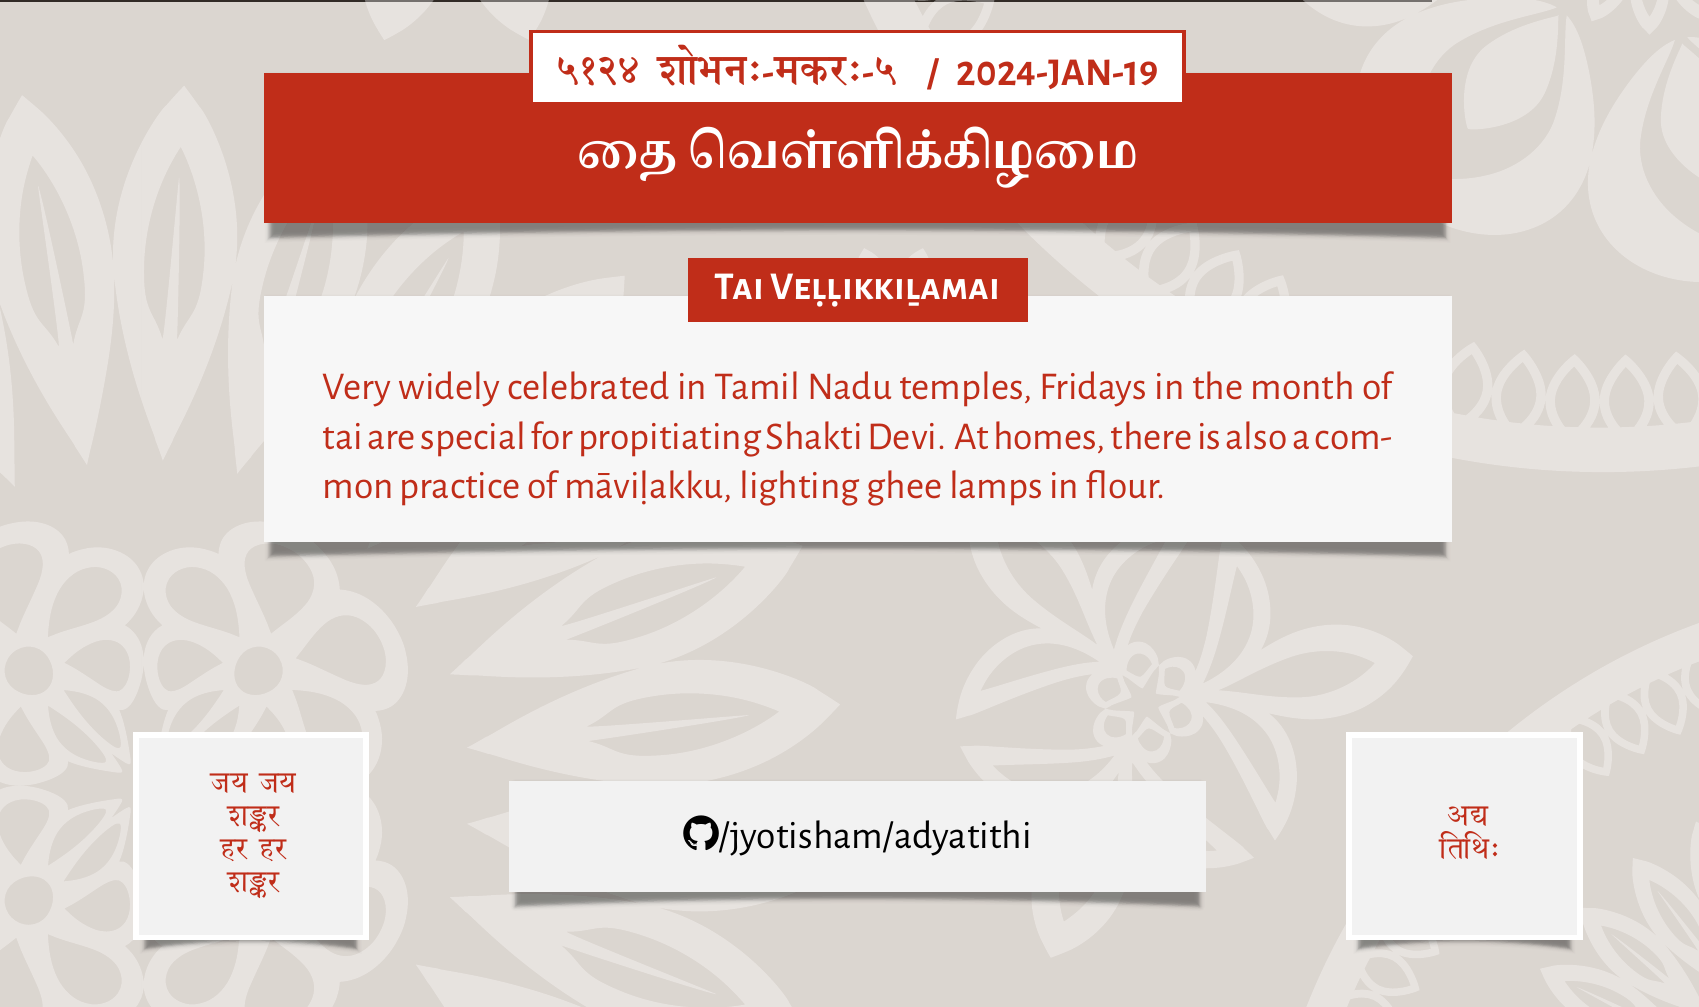 ५१२४ शोभनः-मकरः-५ / 2024-JAN-19
தை வெள்ளிக்கிழமை
Tai Veḷḷikkiḻamai
Very widely celebrated in Tamil Nadu temples, Fridays in the month of
tai are special for propitiating Shakti Devi. At homes, there is also a com-
mon practice of māviḷakku, lighting ghee lamps in flour.
जय जय
शङ्कर
हर हर
शङ्कर
/jyotisham/adyatithi
अद्य
तिथिः